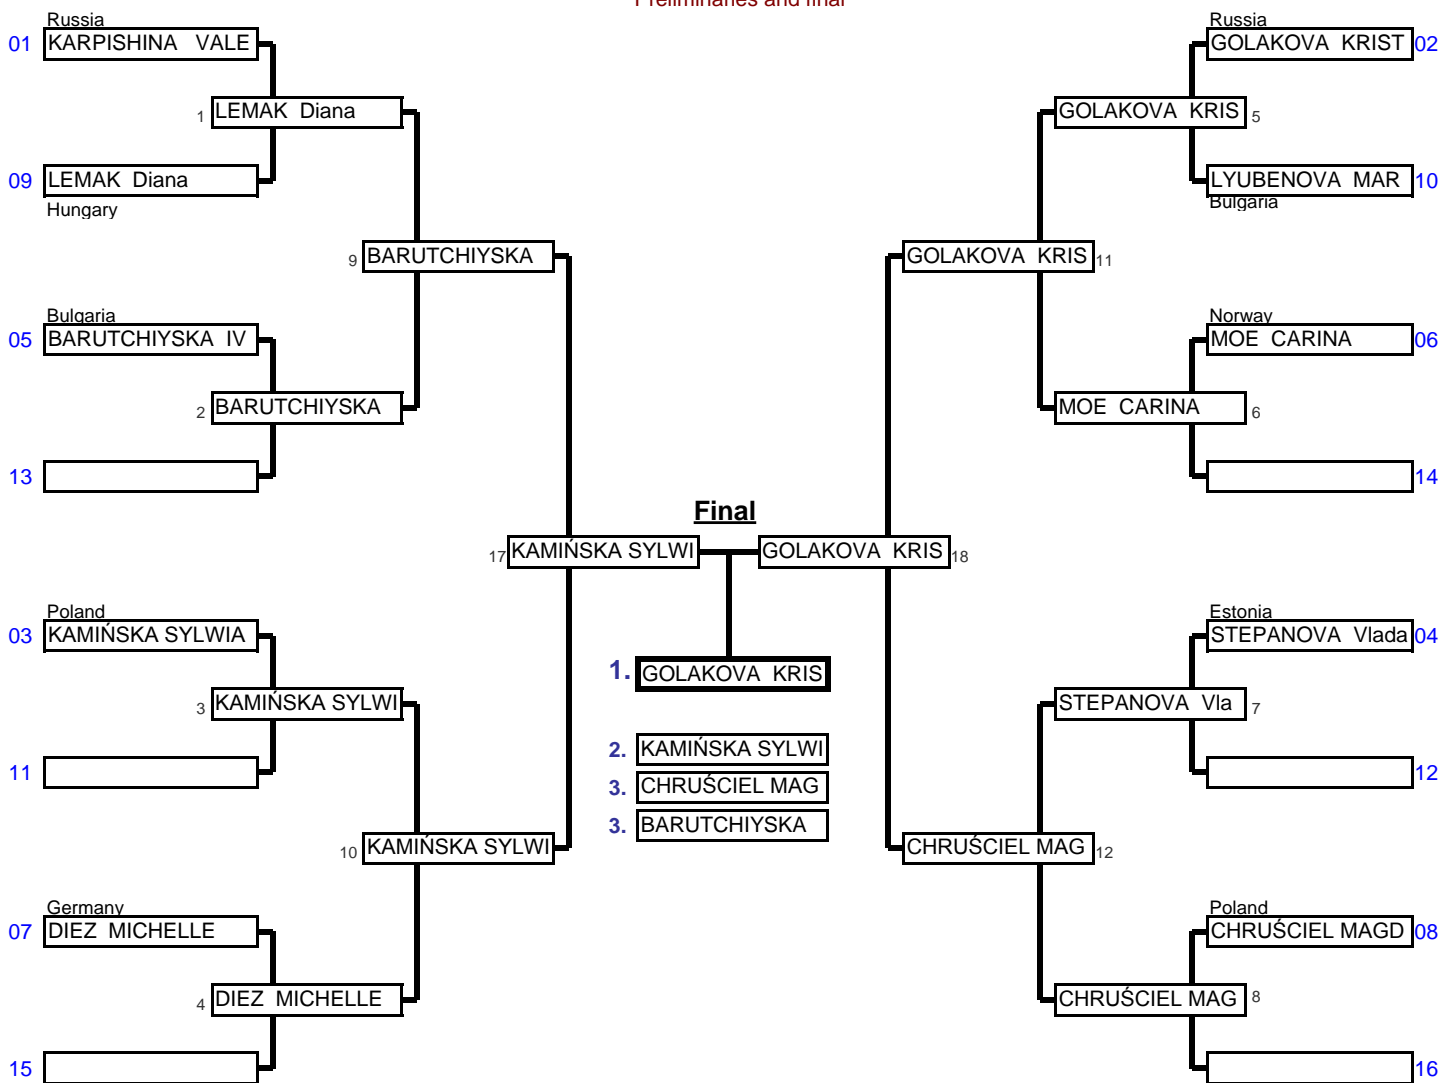 Preliminaries and final
Russia
01 KARPISHINA VALE
1 LEMAK Diana
09 LEMAK Diana
Hungary
9 BARUTCHIYSKA
Bulgaria
05 BARUTCHIYSKA IV
2 BARUTCHIYSKA
13
17 KAMIŃSKA SYLWI
Poland
03 KAMIŃSKA SYLWIA
3 KAMIŃSKA SYLWI
11
10 KAMIŃSKA SYLWI
Germany
07 DIEZ MICHELLE
4 DIEZ MICHELLE
15
Final
1. GOLAKOVA KRIS
2. KAMIŃSKA SYLWI
3. CHRUŚCIEL MAG
3. BARUTCHIYSKA
Russia
GOLAKOVA KRIST 02
GOLAKOVA KRIS 5
LYUBENOVA MAR 10
Bulgaria
GOLAKOVA KRIS 11
Norway
MOE CARINA 06
MOE CARINA 6
14
GOLAKOVA KRIS 18
Estonia
STEPANOVA Vlada 04
STEPANOVA Vla 7
12
CHRUŚCIEL MAG 12
Poland
CHRUŚCIEL MAGD 08
CHRUŚCIEL MAG 8
16